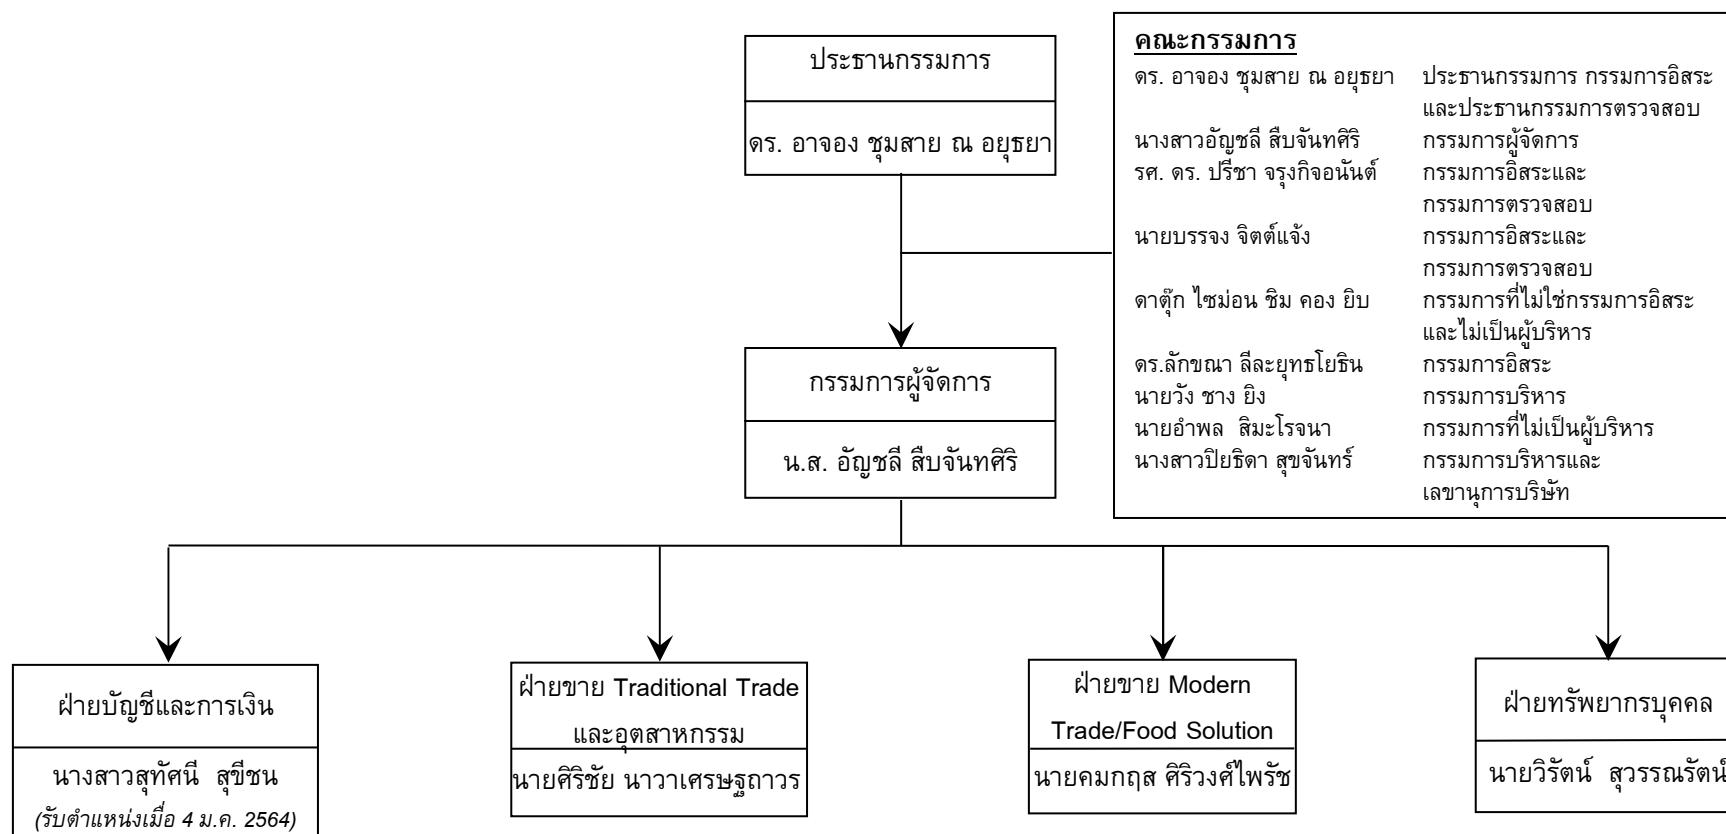 ประธานกรรมการ
ดร. อาจอง ชุมสาย ณ อยุธยา
คณะกรรมการ
ดร. อาจอง ชุมสาย ณ อยุธยา ประธานกรรมการ กรรมการอิสระ
และประธานกรรมการตรวจสอบ
นางสาวอัญชลี สืบจันทศิริ กรรมการผู้จัดการ
รศ. ดร. ปรีชา จรุงกิจอนันต์ กรรมการอิสระและ
กรรมการตรวจสอบ
นายบรรจง จิตต์แจ้ง กรรมการอิสระและ
กรรมการตรวจสอบ
ดาตุ๊ก ไซม่อน ชิม คอง ยิบ กรรมการที่ไม่ใช่กรรมการอิสระ
และไม่เป็นผู้บริหาร
ดร.ลักขณา ลีละยุทธโยธิน กรรมการอิสระ
นายวัง ชาง ยิง กรรมการบริหาร
นายอำพล สิมะโรจนา กรรมการที่ไม่เป็นผู้บริหาร
นางสาวปิยธิดา สุขจันทร์ กรรมการบริหารและ
เลขานุการบริษัท
กรรมการผู้จัดการ
น.ส. อัญชลี สืบจันทศิริ
ฝ่ายบัญชีและการเงิน
นางสาวสุทัศนี สุขีชน
(รับตำแหน่งเมื่อ 4 ม.ค. 2564)
ฝ่ายขาย Traditional Trade
และอุตสาหกรรม
นายศิริชัย นาวาเศรษฐถาวร
ฝ่ายขาย Modern
Trade/Food Solution
นายคมกฤส ศิริวงศ์ไพรัช
ฝ่ายทรัพยากรบุคคล
นายวิรัตน์ สุวรรณรัตน์